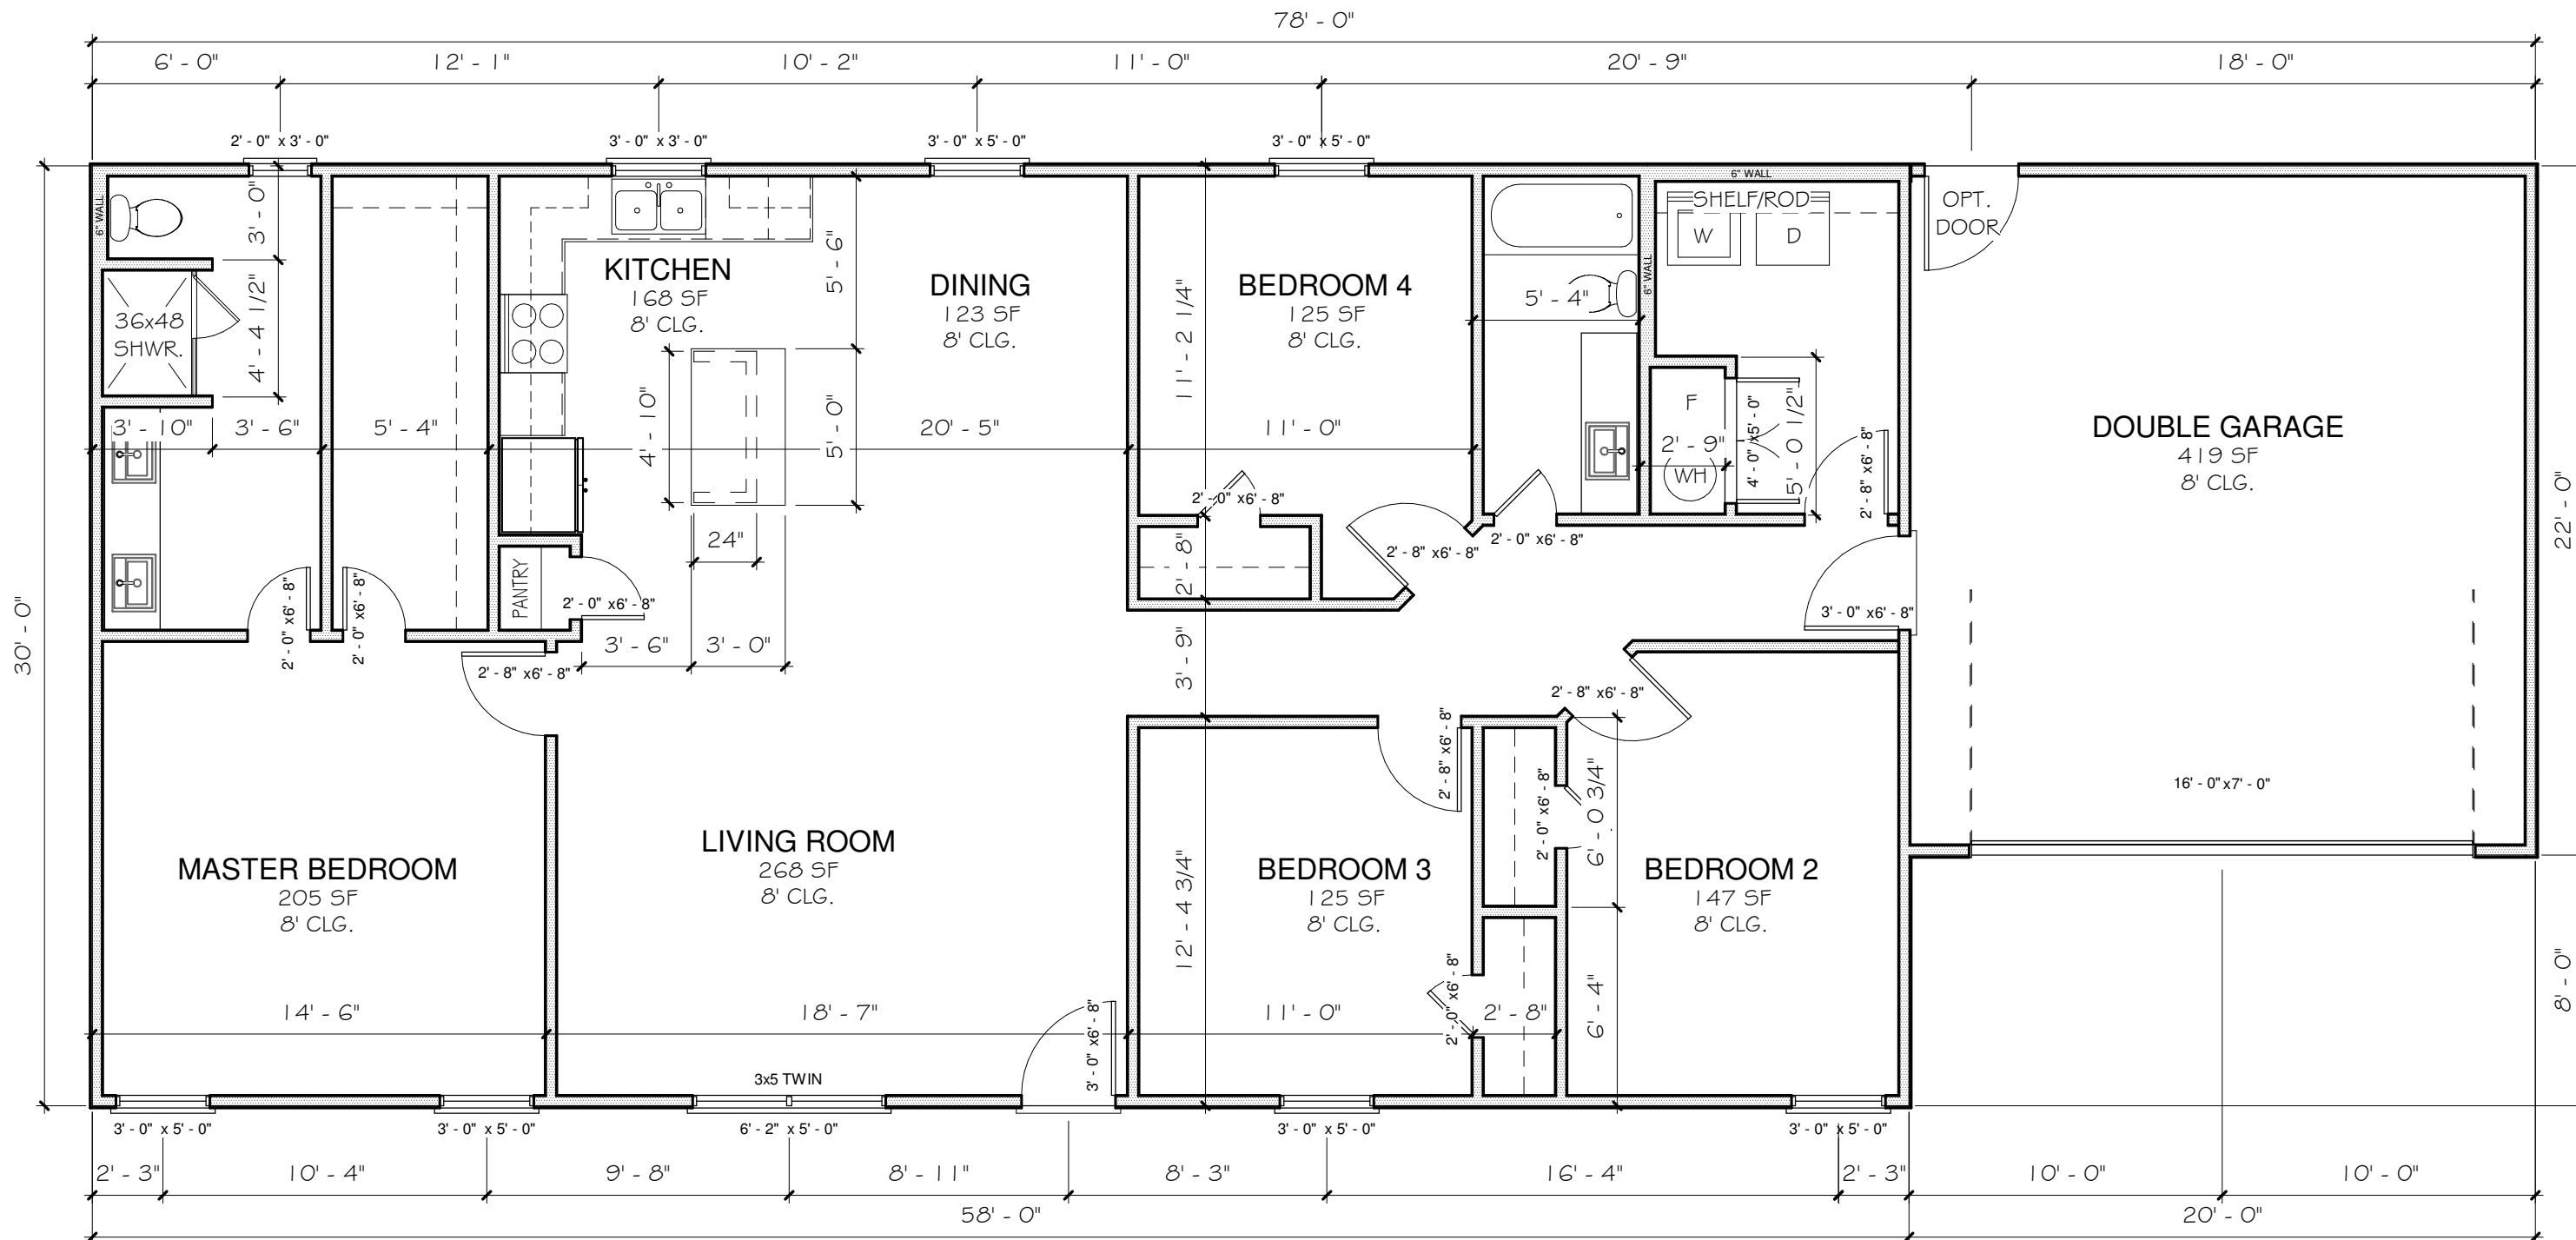 78' - 0"
6' - 0"
12' - 1"
10' - 2"
11' - 0"
20' - 9"
18' - 0"
2' - 0" x 3' - 0"
3' - 0" x 3' - 0"
3' - 0" x 5' - 0"
3' - 0" x 5' - 0"
6" WALL
6" WALL
6" WALL
3' - 0"
4' - 4 1/2"
36x48
SHWR.
3' - 10"
3' - 6"
5' - 4"
KITCHEN
168 SF
8' CLG.
5' - 6"
4' - 10"
5' - 0"
24"
DINING
123 SF
8' CLG.
20' - 5"
BEDROOM 4
125 SF
8' CLG.
11' - 2 1/4"
11' - 0"
5' - 4"
SHELF/ROD
W
D
F
2' - 9"
WH
4' - 0" x5' - 0"
5' - 0 1/2"
2' - 8" x6' - 8"
OPT.
DOOR
DOUBLE GARAGE
419 SF
8' CLG.
22' - 0"
30' - 0"
2' - 0" x6' - 8"
2' - 8"
2' - 8" x6' - 8"
2' - 0" x6' - 8"
2' - 0" x6' - 8"
2' - 0" x6' - 8"
PANTRY
2' - 0" x6' - 8"
3' - 6"
3' - 0"
2' - 8" x6' - 8"
3' - 9"
3' - 0" x6' - 8"
2' - 8" x6' - 8"
2' - 8" x6' - 8"
16' - 0" x7' - 0"
MASTER BEDROOM
205 SF
8' CLG.
LIVING ROOM
268 SF
8' CLG.
12' - 4 3/4"
BEDROOM 3
125 SF
8' CLG.
2' - 0" x6' - 8"
6' - 0 3/4"
BEDROOM 2
147 SF
8' CLG.
8' - 0"
14' - 6"
18' - 7"
3' - 0" x6' - 8"
11' - 0"
2' - 0" x6' - 8"
2' - 8"
6' - 4"
3x5 TWIN
3' - 0" x 5' - 0"
3' - 0" x 5' - 0"
6' - 2" x 5' - 0"
3' - 0" x 5' - 0"
3' - 0" x 5' - 0"
2' - 3"
10' - 4"
9' - 8"
8' - 11"
8' - 3"
16' - 4"
2' - 3"
10' - 0"
10' - 0"
58' - 0"
20' - 0"